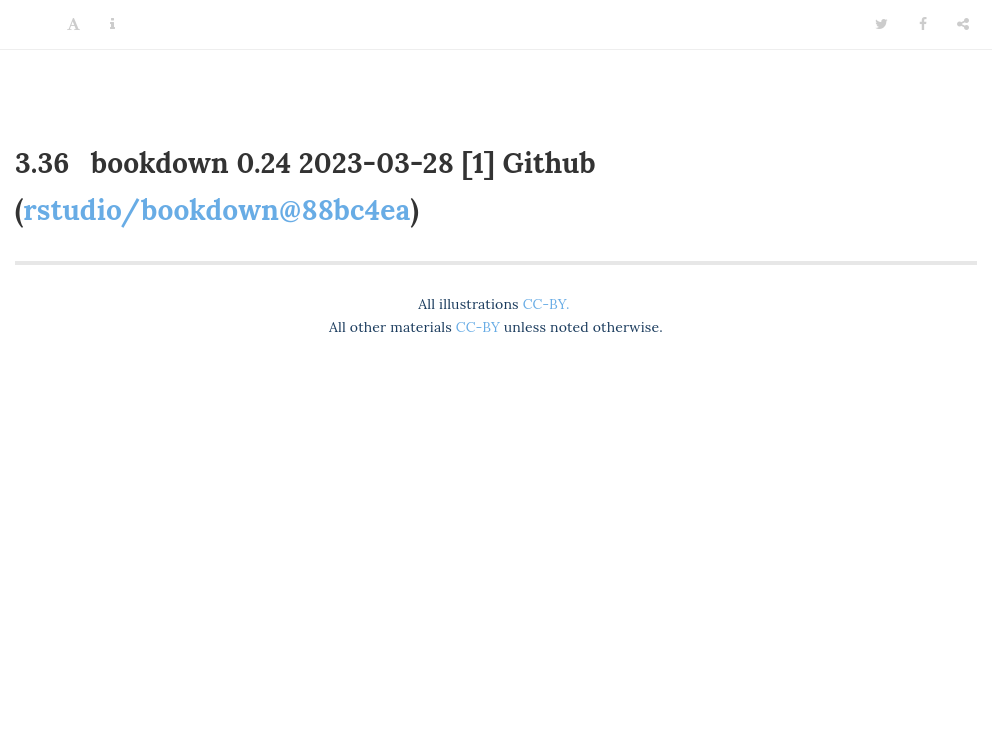 3.36 bookdown 0.24 2023-03-28 [1] Github
(rstudio/bookdown@88bc4ea)
All illustrations CC-BY.
All other materials CC-BY unless noted otherwise.